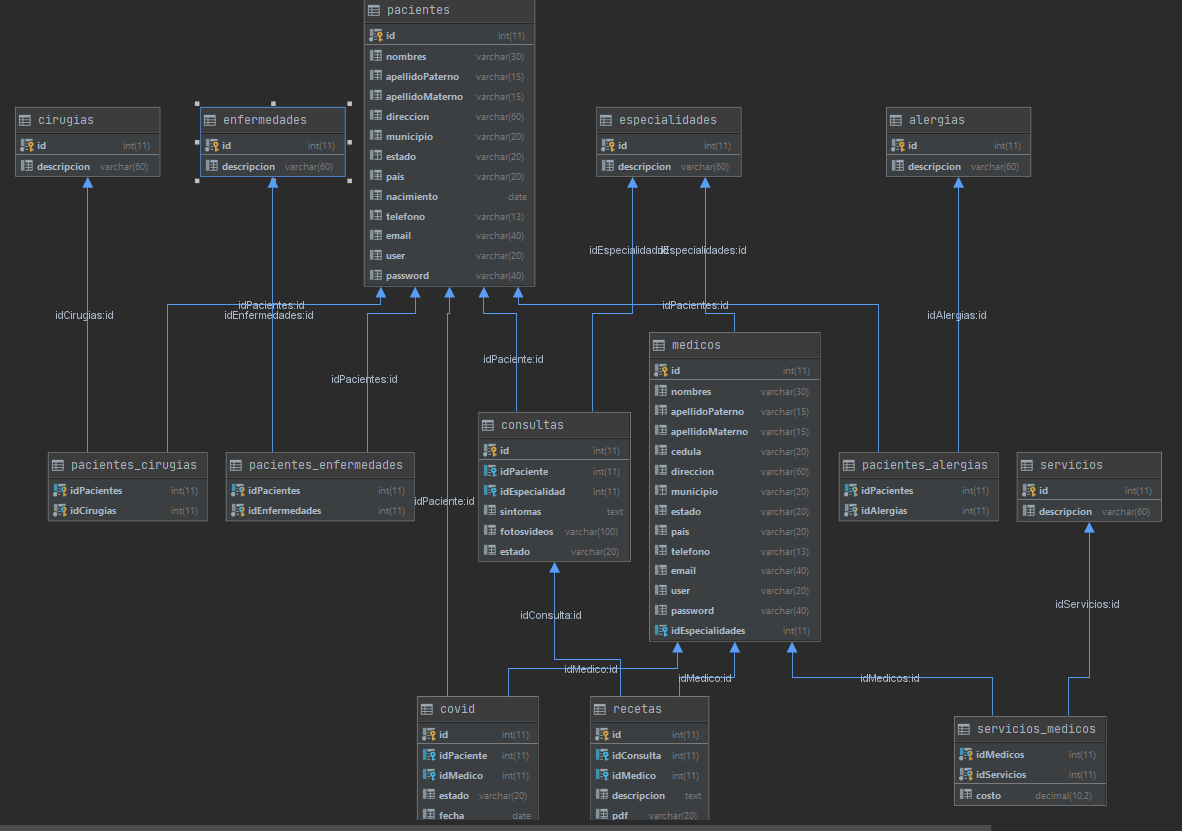 pacientes
id int(11)
nombres varchar(30)
apellidoPaterno varchar(15)
apellidoMaterno varchar(15)
direccion varchar(60)
municipio varchar(20)
estado varchar(20)
pais varchar(20)
nacimiento date
telefono varchar(13)
email varchar(40)
user varchar(20)
password varchar(40)
cirugias
id int(11)
descripcion varchar(60)
enfermedades
id int(11)
descripcion varchar(60)
especialidades
id int(11)
descripcion varchar(60)
alergias
id int(11)
descripcion varchar(60)
idEspecialidad:id
idEspecialidades:id
idPacientes:id
idPacientes:id
idCirugias:id
idEnfermedades:id
idAlergias:id
idPaciente:id
idPacientes:id
medicos
id int(11)
nombres varchar(30)
apellidoPaterno varchar(15)
apellidoMaterno varchar(15)
cedula varchar(20)
direccion varchar(60)
municipio varchar(20)
estado varchar(20)
pais varchar(20)
telefono varchar(13)
email varchar(40)
user varchar(20)
password varchar(40)
idEspecialidades int(11)
consultas
id int(11)
idPaciente int(11)
idEspecialidad int(11)
sintomas text
fotosvideos varchar(100)
estado varchar(20)
pacientes_cirugias
idPacientes int(11)
idCirugias int(11)
pacientes_enfermedades
idPacientes int(11)
idEnfermedades int(11)
pacientes_alergias
idPacientes int(11)
idAlergias int(11)
servicios
id int(11)
descripcion varchar(60)
idPaciente:id
idServicios:id
idConsulta:id
idMedico:id
idMedico:id
idMedicos:id
covid
id int(11)
idPaciente int(11)
idMedico int(11)
estado varchar(20)
fecha date
recetas
id int(11)
idConsulta int(11)
idMedico int(11)
descripcion text
pdf varchar(20)
servicios_medicos
idMedicos int(11)
idServicios int(11)
costo decimal(10,2)